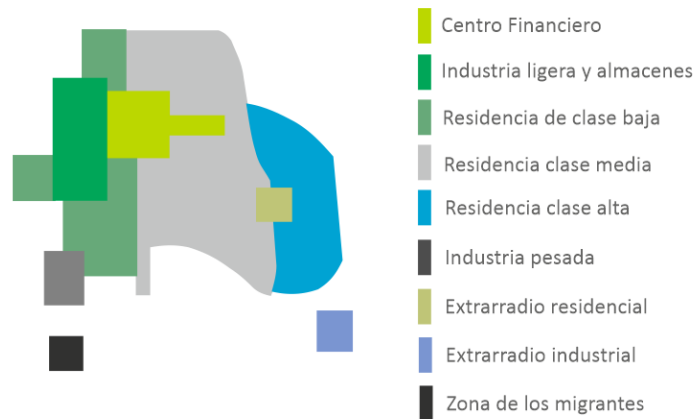 Centro Financiero
Industria ligera y almacenes
Residencia de clase baja
Residencia clase media
Residencia clase alta
Industria pesada
Extrarradio residencial
Extrarradio industrial
Zona de los migrantes